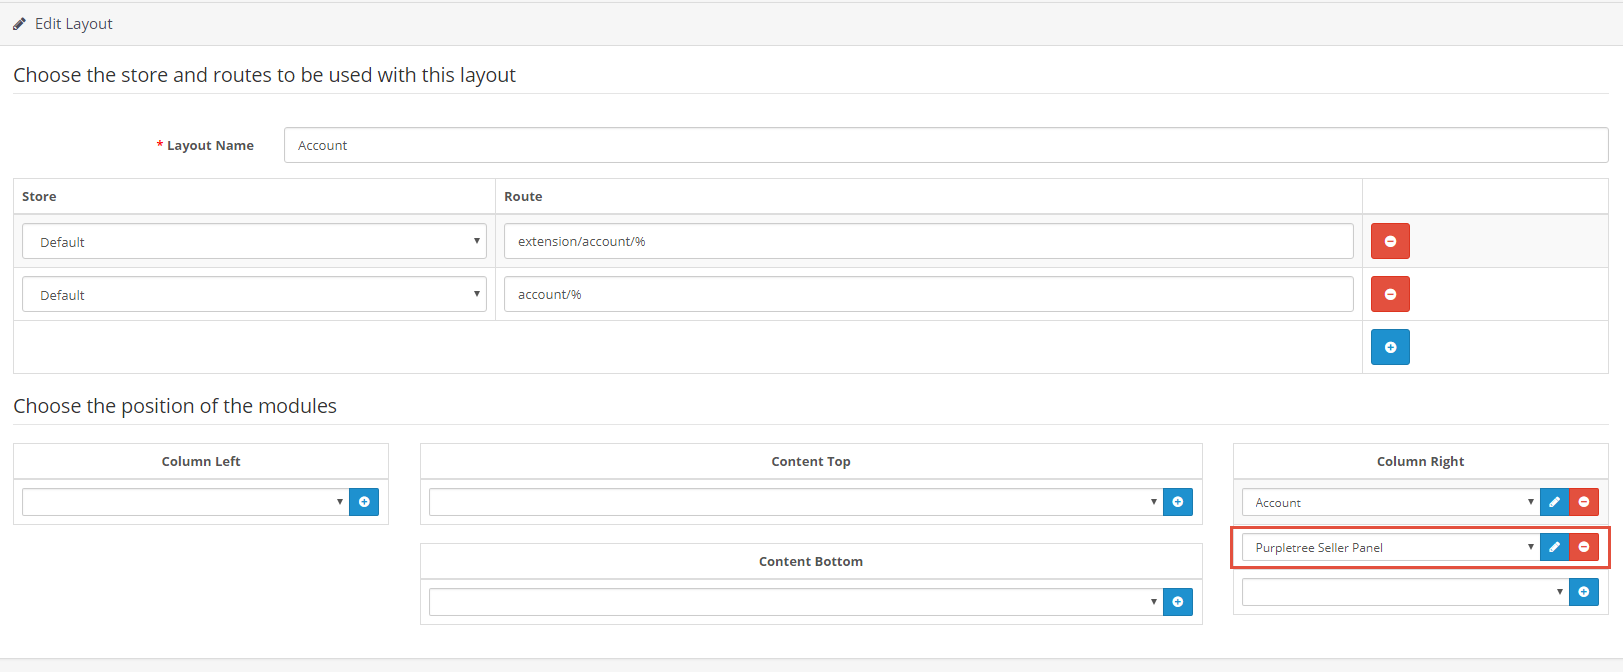 Edit Layout
Choose the store and routes to be used with this layout
* Layout Name
Account
Store Route
Default extension/account/%
Default account/%
Choose the position of the modules
Column Left
Content Top
Content Bottom
Column Right
Account
Purpletree Seller Panel